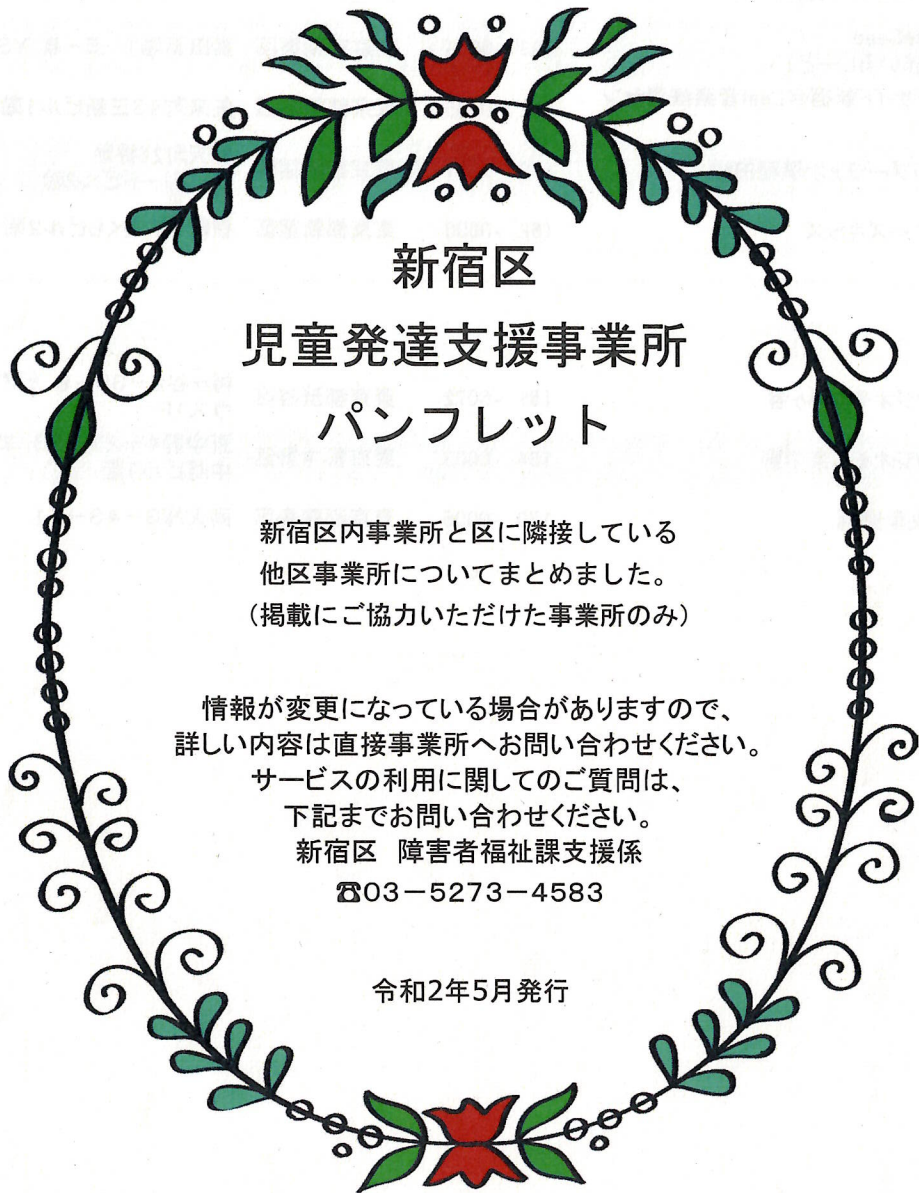 新宿区
児童発達支援事業所
パンフレット
新宿区内事業所と区に隣接している
他区事業所についてまとめました。
(掲載にご協力いただけた事業所のみ)
情報が変更になっている場合がありますので、
詳しい内容は直接事業所へお問い合わせください。
サービスの利用に関してのご質問は、
下記までお問い合わせください。
新宿区 障害者福祉課支援係
☎03－5273－4583
令和2年5月発行